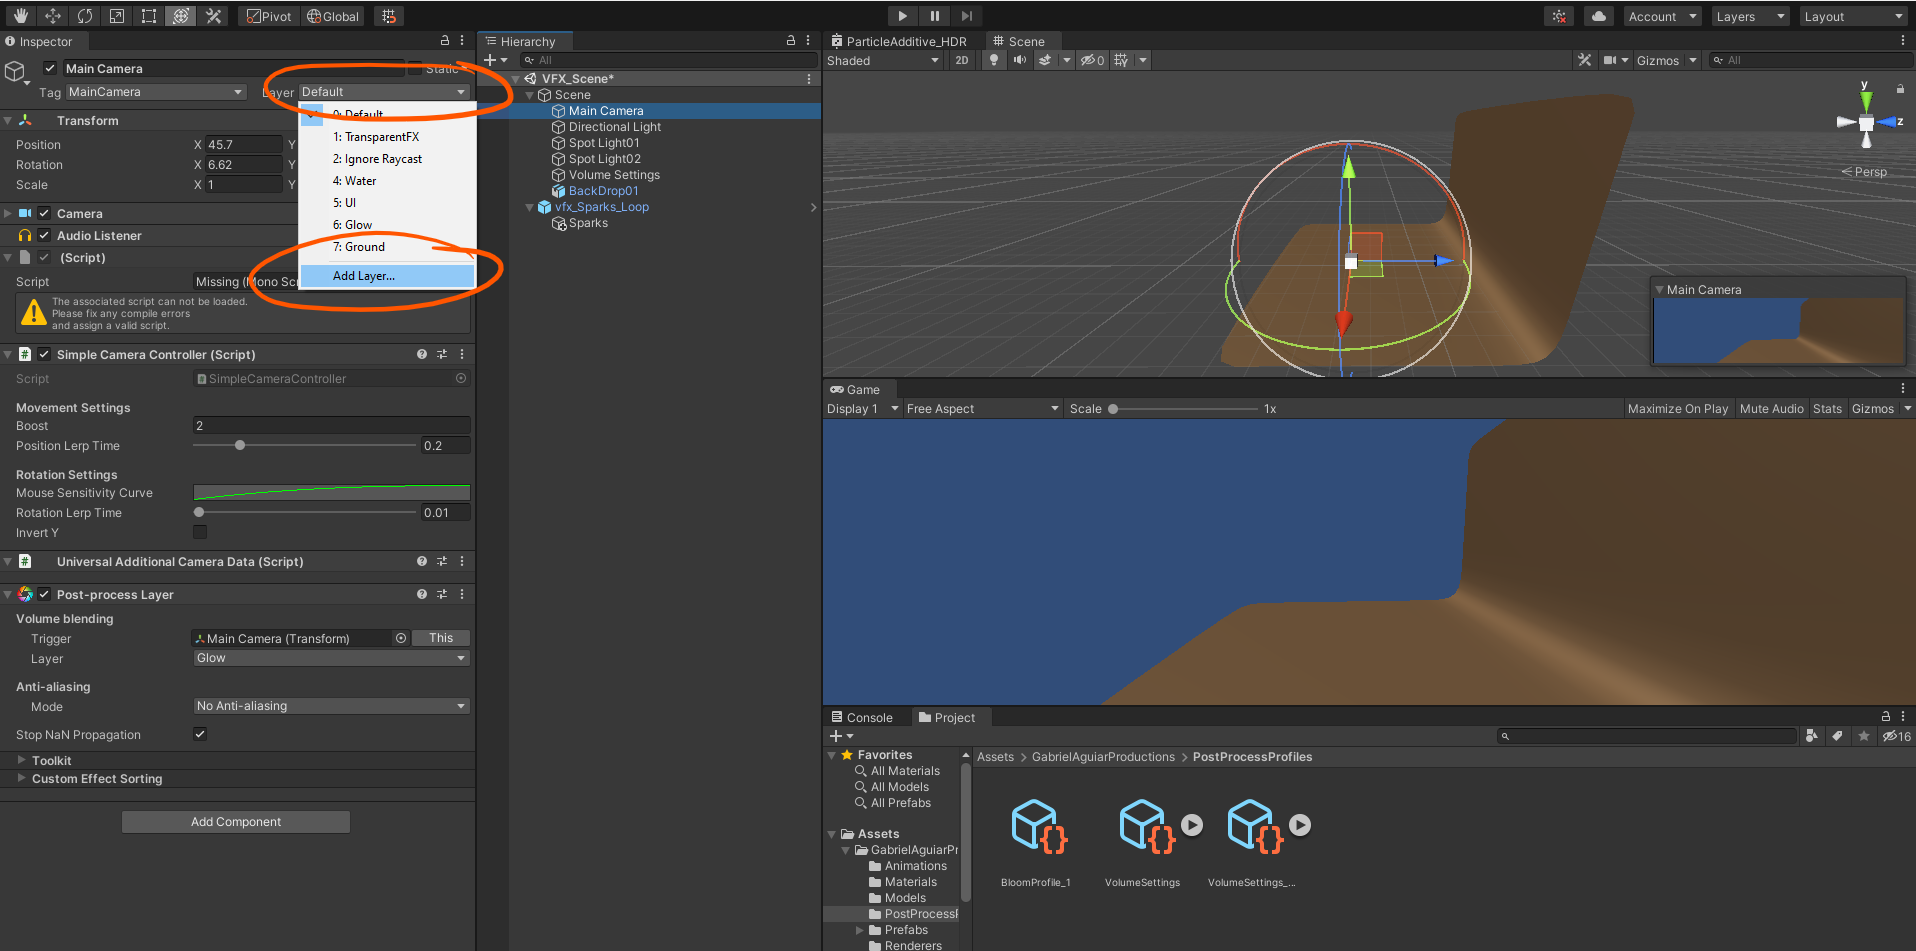 Pivot Global Account Layers Layout
Inspector
Main Camera Static
Tag MainCamera Layer Default
0: Default
1: TransparentFX
2: Ignore Raycast
4: Water
5: UI
6: Glow
7: Ground
Add Layer...
Transform
Position X 45.7 Y
Rotation X 6.62 Y
Scale X 1 Y
Camera
Audio Listener
(Script)
Script Missing (Mono Scr
The associated script can not be loaded.
Please fix any compile errors
and assign a valid script.
Simple Camera Controller (Script)
Script SimpleCameraController
Movement Settings
Boost 2
Position Lerp Time 0.2
Rotation Settings
Mouse Sensitivity Curve
Rotation Lerp Time 0.01
Invert Y
Universal Additional Camera Data (Script)
Post-process Layer
Volume blending
Trigger Main Camera (Transform) This
Layer Glow
Anti-aliasing
Mode No Anti-aliasing
Stop NaN Propagation
Toolkit
Custom Effect Sorting
Add Component
Hierarchy
All
VFX_Scene*
Scene
Main Camera
Directional Light
Spot Light01
Spot Light02
Volume Settings
BackDrop01
vfx_Sparks_Loop
Sparks
ParticleAdditive_HDR Scene
Shaded 2D 0 Gizmos All
y
z
Persp
Main Camera
Game
Display 1 Free Aspect Scale 1x Maximize On Play Mute Audio Stats Gizmos
Console Project
16
Favorites
All Materials
All Models
All Prefabs
Assets
GabrielAguiarPr
Animations
Materials
Models
PostProcessP
Prefabs
Renderers
Assets > GabrielAguiarProductions > PostProcessProfiles
BloomProfile_1 VolumeSettings VolumeSettings_...